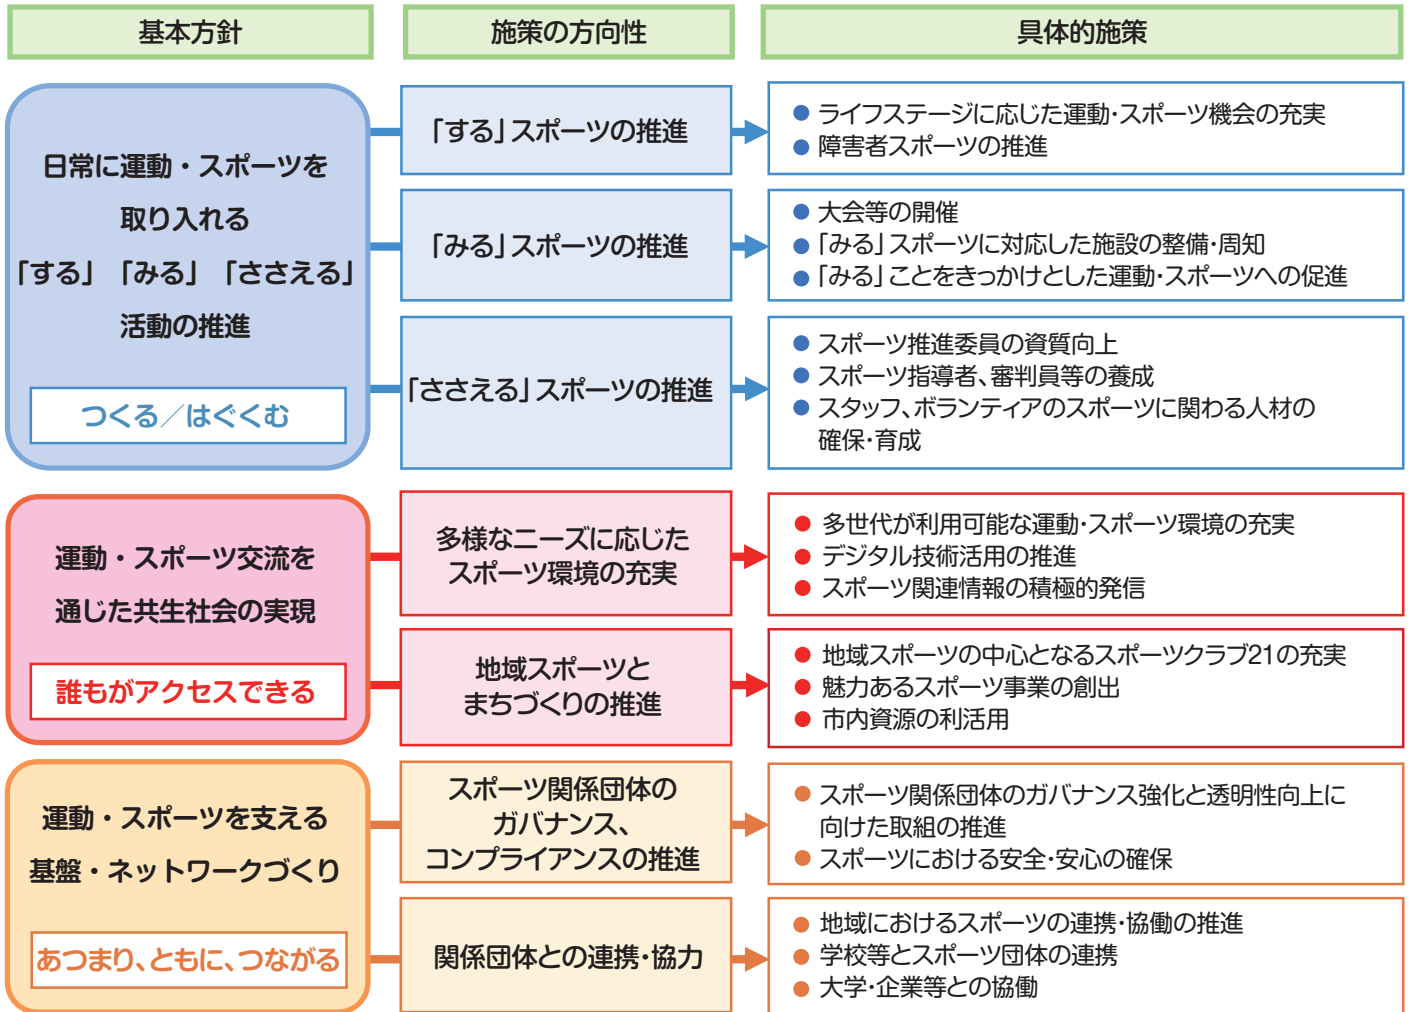 基本方針
施策の方向性
具体的施策
日常に運動・スポーツを
取り入れる
「する」「みる」「ささえる」
活動の推進
つくる／はぐくむ
「する」スポーツの推進
● ライフステージに応じた運動・スポーツ機会の充実
● 障害者スポーツの推進
「みる」スポーツの推進
● 大会等の開催
● 「みる」スポーツに対応した施設の整備・周知
● 「みる」ことをきっかけとした運動・スポーツへの促進
「ささえる」スポーツの推進
● スポーツ推進委員の資質向上
● スポーツ指導者、審判員等の養成
● スタッフ、ボランティアのスポーツに関わる人材の
確保・育成
運動・スポーツ交流を
通じた共生社会の実現
誰もがアクセスできる
多様なニーズに応じた
スポーツ環境の充実
● 多世代が利用可能な運動・スポーツ環境の充実
● デジタル技術活用の推進
● スポーツ関連情報の積極的発信
地域スポーツと
まちづくりの推進
● 地域スポーツの中心となるスポーツクラブ21の充実
● 魅力あるスポーツ事業の創出
● 市内資源の利活用
運動・スポーツを支える
基盤・ネットワークづくり
あつまり、ともに、つながる
スポーツ関係団体の
ガバナンス、
コンプライアンスの推進
● スポーツ関係団体のガバナンス強化と透明性向上に
向けた取組の推進
● スポーツにおける安全・安心の確保
関係団体との連携・協力
● 地域におけるスポーツの連携・協働の推進
● 学校等とスポーツ団体の連携
● 大学・企業等との協働